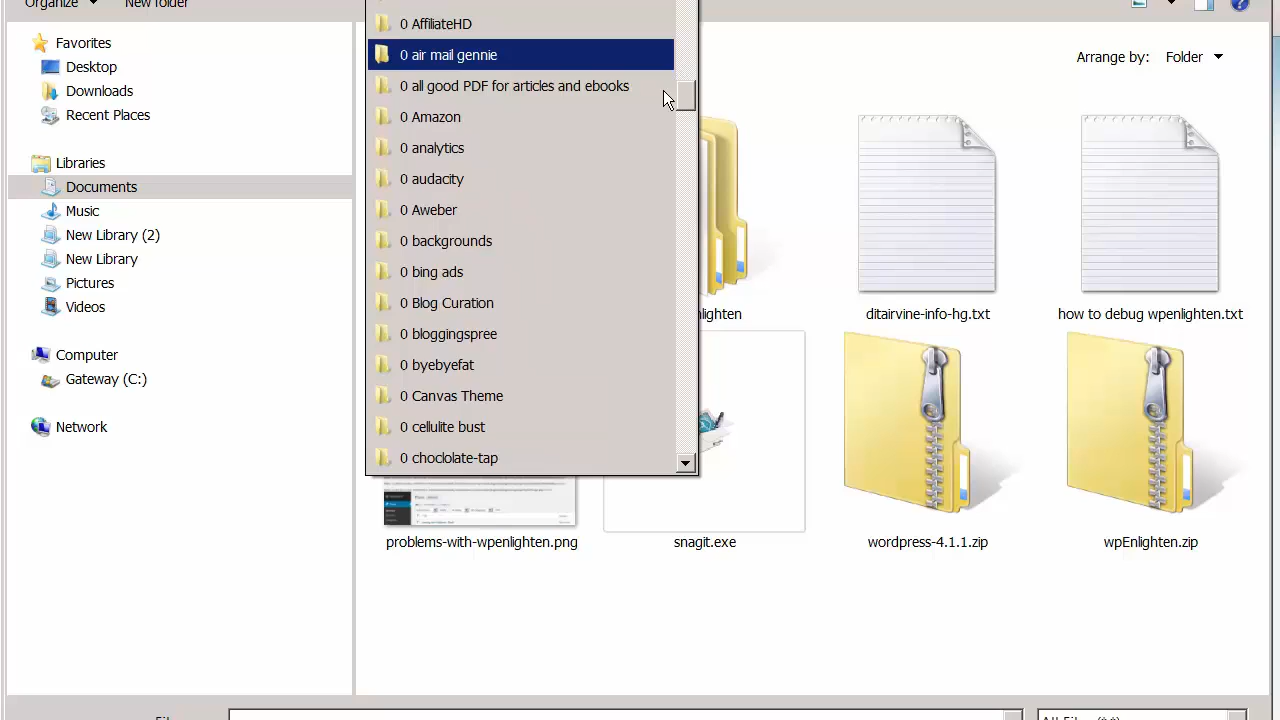 Organize
New folder
Favorites
Desktop
Downloads
Recent Places
Libraries
Documents
Music
New Library (2)
New Library
Pictures
Videos
Computer
Gateway (C:)
Network
0 AffiliateHD
0 air mail gennie
0 all good PDF for articles and ebooks
0 Amazon
0 analytics
0 audacity
0 Aweber
0 backgrounds
0 bing ads
0 Blog Curation
0 bloggingspree
0 byebyefat
0 Canvas Theme
0 cellulite bust
0 choclolate-tap
Arrange by: Folder
ditairvine-info-hg.txt
how to debug wpenlighten.txt
problems-with-wpenlighten.png
snagit.exe
wordpress-4.1.1.zip
wpEnlighten.zip